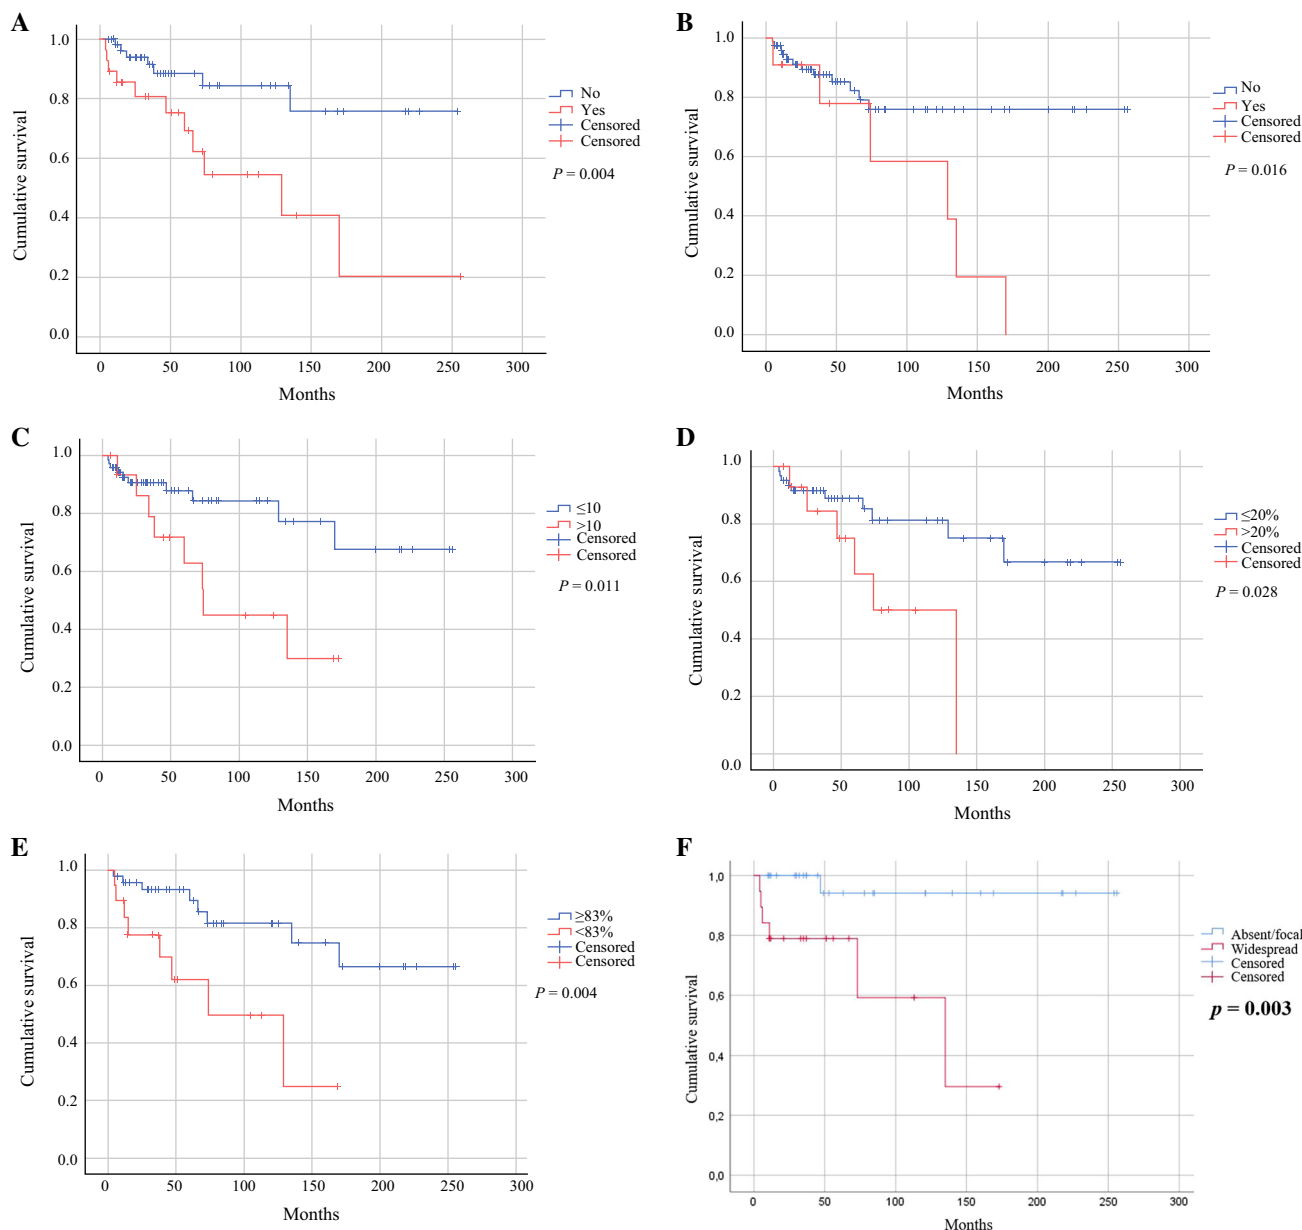 A
Cumulative survival
1.0
0.8
0.6
0.4
0.2
0.0
0 50 100 150 200 250 300
Months
No
Yes
Censored
Censored
P = 0.004
B
Cumulative survival
1.0
0.8
0.6
0.4
0.2
0.0
0 50 100 150 200 250 300
Months
No
Yes
Censored
Censored
P = 0.016
C
Cumulative survival
1.0
0.8
0.6
0.4
0.2
0.0
0 50 100 150 200 250 300
Months
≤10
>10
Censored
Censored
P = 0.011
D
Cumulative survival
1.0
0.8
0.6
0.4
0.2
0.0
0 50 100 150 200 250 300
Months
≤20%
>20%
Censored
Censored
P = 0.028
E
Cumulative survival
1.0
0.8
0.6
0.4
0.2
0.0
0 50 100 150 200 250 300
Months
≥83%
<83%
Censored
Censored
P = 0.004
F
Cumulative survival
1,0
0,8
0,6
0,4
0,2
0,0
0 50 100 150 200 250 300
Months
Absent/focal
Widespread
Censored
Censored
p = 0.003